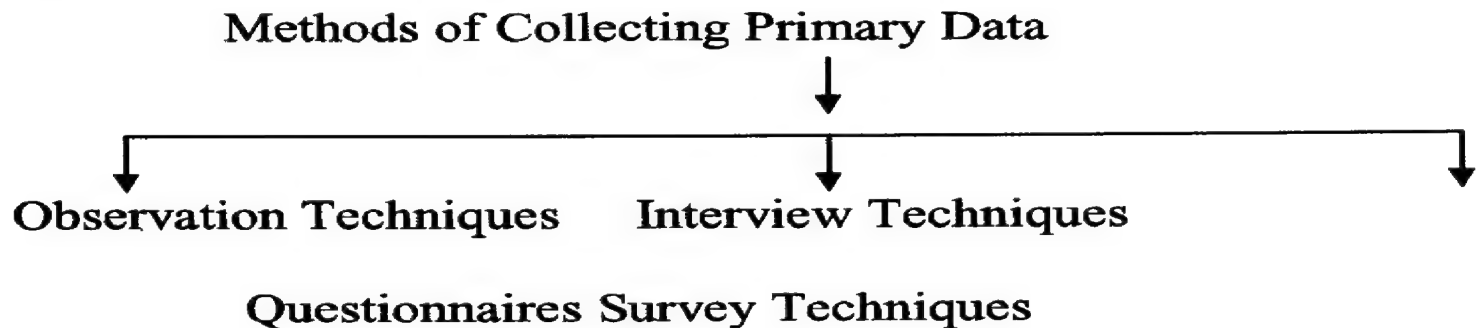 Methods of Collecting Primary Data
Observation Techniques Interview Techniques
Questionnaires Survey Techniques